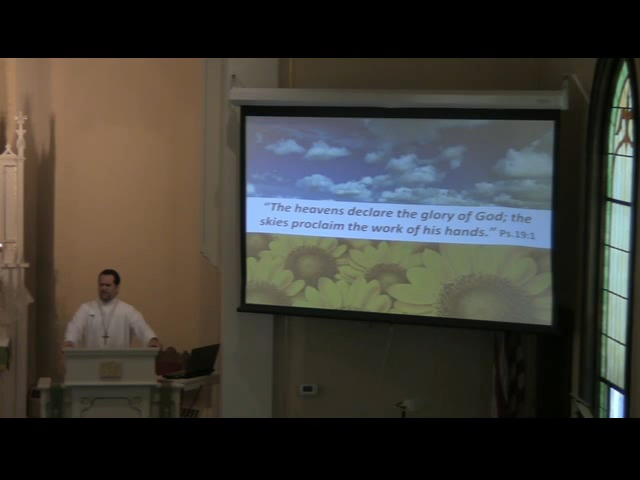 “The heavens declare the glory of God; the
skies proclaim the work of his hands.” Ps.19:1